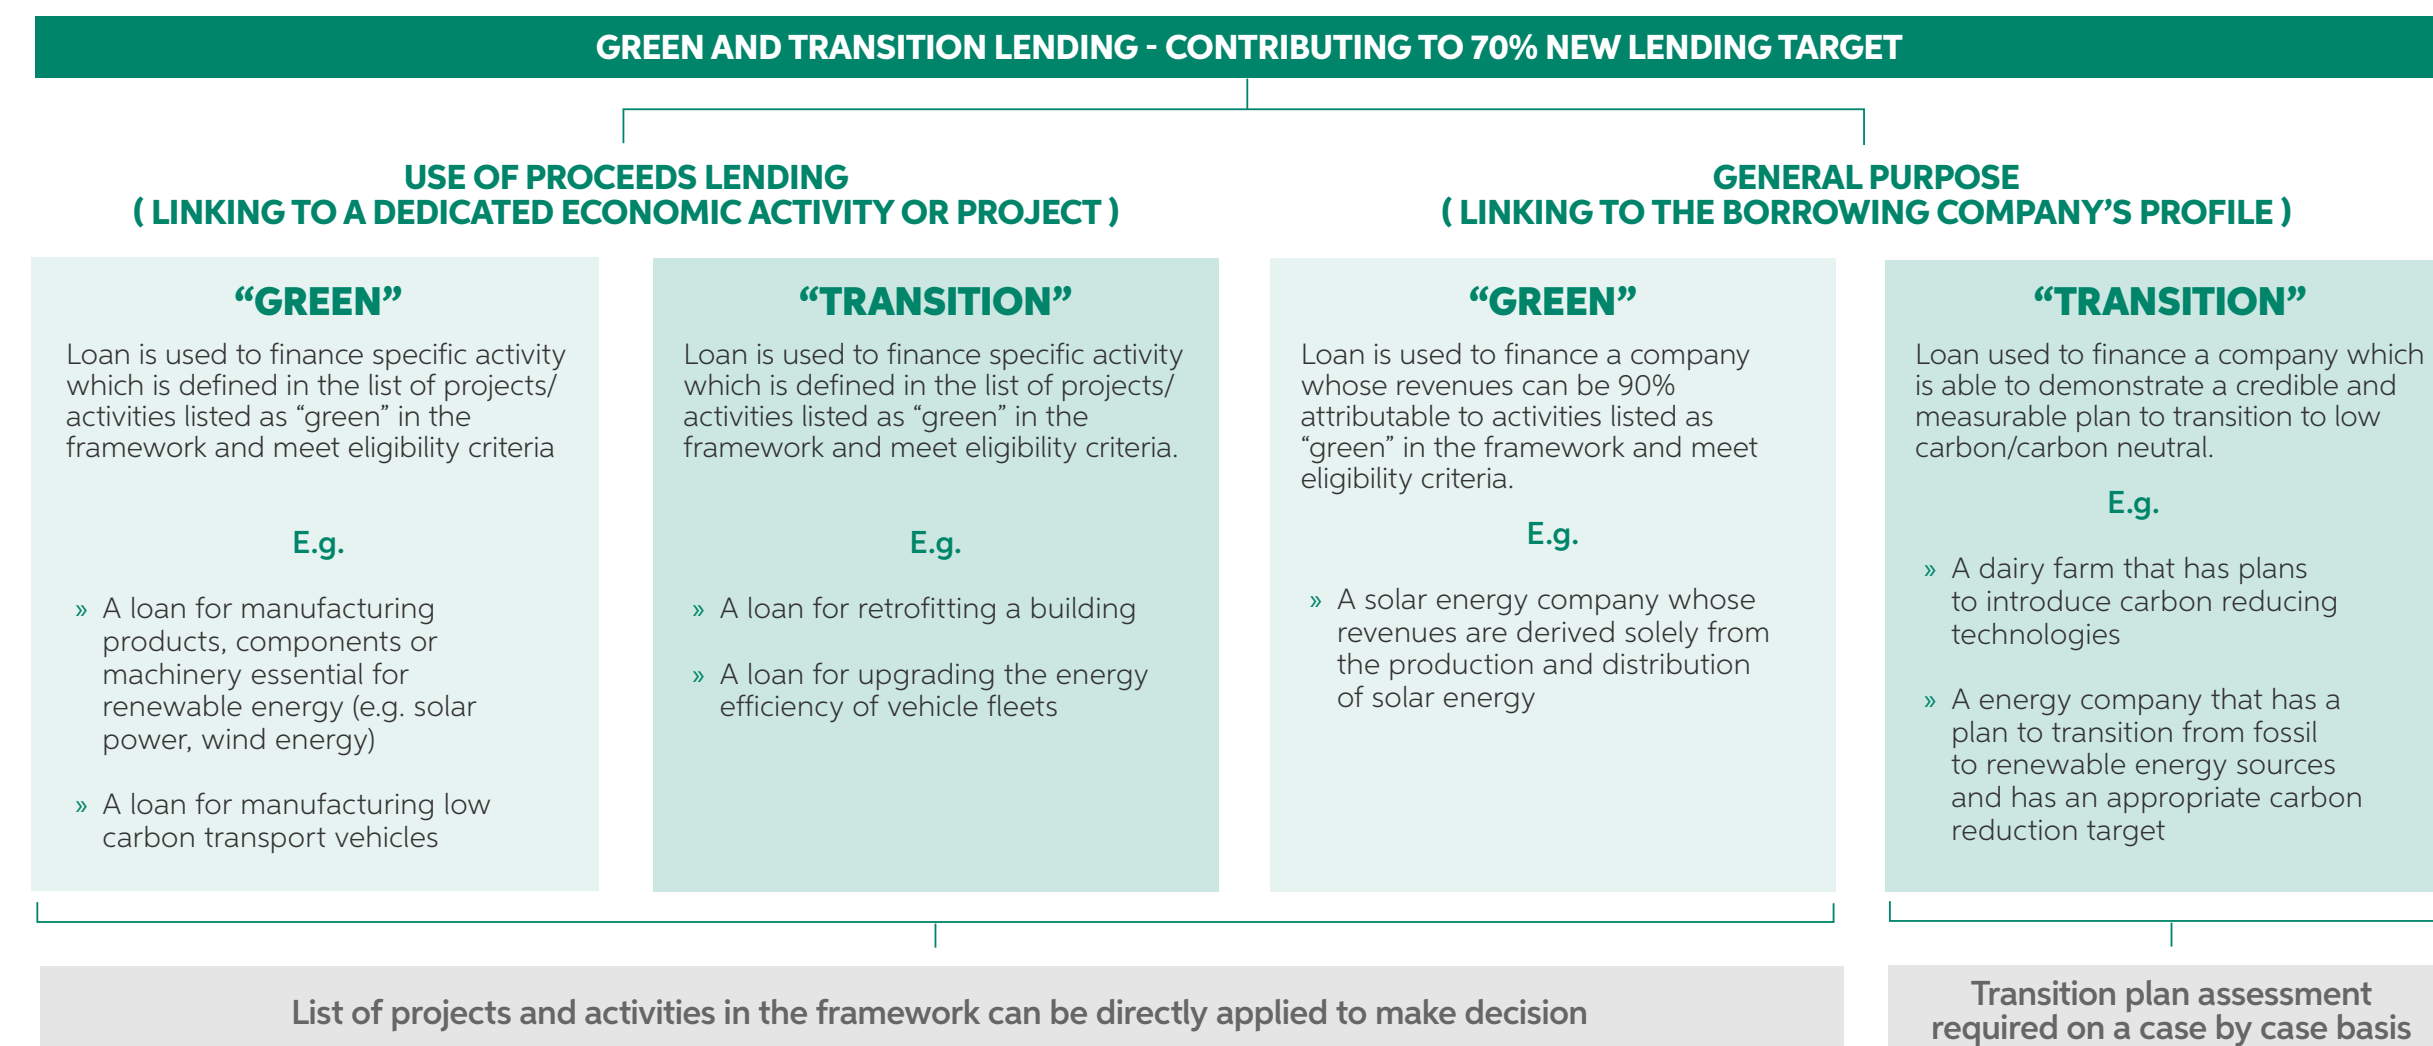 GREEN AND TRANSITION LENDING - CONTRIBUTING TO 70% NEW LENDING TARGET
USE OF PROCEEDS LENDING
( LINKING TO A DEDICATED ECONOMIC ACTIVITY OR PROJECT )
GENERAL PURPOSE
( LINKING TO THE BORROWING COMPANY’S PROFILE )
“GREEN”
Loan is used to finance specific activity
which is defined in the list of projects/
activities listed as “green” in the
framework and meet eligibility criteria
E.g.
» A loan for manufacturing
products, components or
machinery essential for
renewable energy (e.g. solar
power, wind energy)
» A loan for manufacturing low
carbon transport vehicles
“TRANSITION”
Loan is used to finance specific activity
which is defined in the list of projects/
activities listed as “green” in the
framework and meet eligibility criteria.
E.g.
» A loan for retrofitting a building
» A loan for upgrading the energy
efficiency of vehicle fleets
“GREEN”
Loan is used to finance a company
whose revenues can be 90%
attributable to activities listed as
“green” in the framework and meet
eligibility criteria.
E.g.
» A solar energy company whose
revenues are derived solely from
the production and distribution
of solar energy
“TRANSITION”
Loan used to finance a company which
is able to demonstrate a credible and
measurable plan to transition to low
carbon/carbon neutral.
E.g.
» A dairy farm that has plans
to introduce carbon reducing
technologies
» A energy company that has a
plan to transition from fossil
to renewable energy sources
and has an appropriate carbon
reduction target
List of projects and activities in the framework can be directly applied to make decision
Transition plan assessment
required on a case by case basis